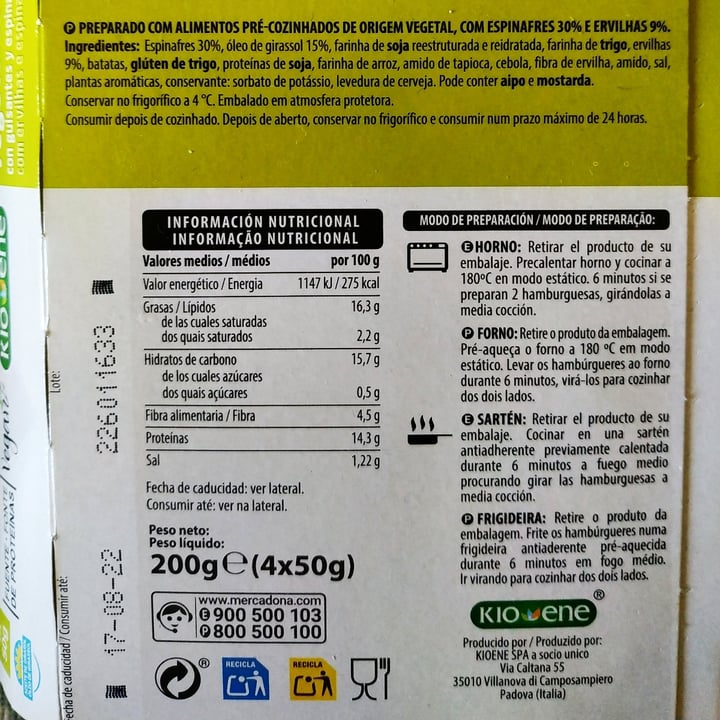 Ⓟ PREPARADO COM ALIMENTOS PRÉ-COZINHADOS DE ORIGEM VEGETAL, COM ESPINAFRES 30% E ERVILHAS 9%.
Ingredientes: Espinafres 30%, óleo de girassol 15%, farinha de soja reestruturada e reidratada, farinha de trigo, ervilhas
9%, batatas, glúten de trigo, proteínas de soja, farinha de arroz, amido de tapioca, cebola, fibra de ervilha, amido, sal,
plantas aromáticas, conservante: sorbato de potássio, levedura de cerveja. Pode conter aipo e mostarda.
Conservar no frigorífico a 4 °C. Embalado em atmosfera protetora.
Consumir depois de cozinhado. Depois de aberto, conservar no frigorífico e consumir num prazo máximo de 24 horas.
INFORMACIÓN NUTRICIONAL
INFORMAÇÃO NUTRICIONAL
Valores medios / médios por 100 g
Valor energético / Energia 1147 kJ / 275 kcal
Grasas / Lípidos 16,3 g
de las cuales saturadas
dos quais saturados 2,2 g
Hidratos de carbono 15,7 g
de los cuales azúcares
dos quais açúcares 0,5 g
Fibra alimentaria / Fibra 4,5 g
Proteínas 14,3 g
Sal 1,22 g
Fecha de caducidad: ver lateral.
Consumir até: ver na lateral.
Peso neto:
Peso líquido:
200g℮(4x50g)
www.mercadona.com
Ⓔ 900 500 103
Ⓟ 800 500 100
RECICLA
RECICLA
MODO DE PREPARACIÓN / MODO DE PREPARAÇÃO:
Ⓔ HORNO: Retirar el producto de su
embalaje. Precalentar horno y cocinar a
180ºC en modo estático. 6 minutos si se
preparan 2 hamburguesas, girándolas a
media cocción.
Ⓟ FORNO: Retire o produto da embalagem.
Pré-aqueça o forno a 180 ºC em modo
estático. Levar os hambúrgueres ao forno
durante 6 minutos, virá-los para cozinhar
dos dois lados.
Ⓔ SARTÉN: Retirar el producto de su
embalaje. Cocinar en una sartén
antiadherente previamente calentada
durante 6 minutos a fuego medio
procurando girar las hamburguesas a
media cocción.
Ⓟ FRIGIDEIRA: Retire o produto da
embalagem. Frite os hambúrgueres numa
frigideira antiaderente pré-aquecida
durante 6 minutos em fogo médio.
Ir virando para cozinhar dos dois lados.
KIOENE®
Producido por / Produzido por:
KIOENE SPA a socio unico
Via Caltana 55
35010 Villanova di Camposampiero
Padova (Italia)
Lote:
226011633
echa de caducidad / Consumir até:
17-08-22
con guisantes y espin
com ervilhas e espin
KIOENE
Vegan
FUENTE / FONTE
DE PROTEÍNAS
50g